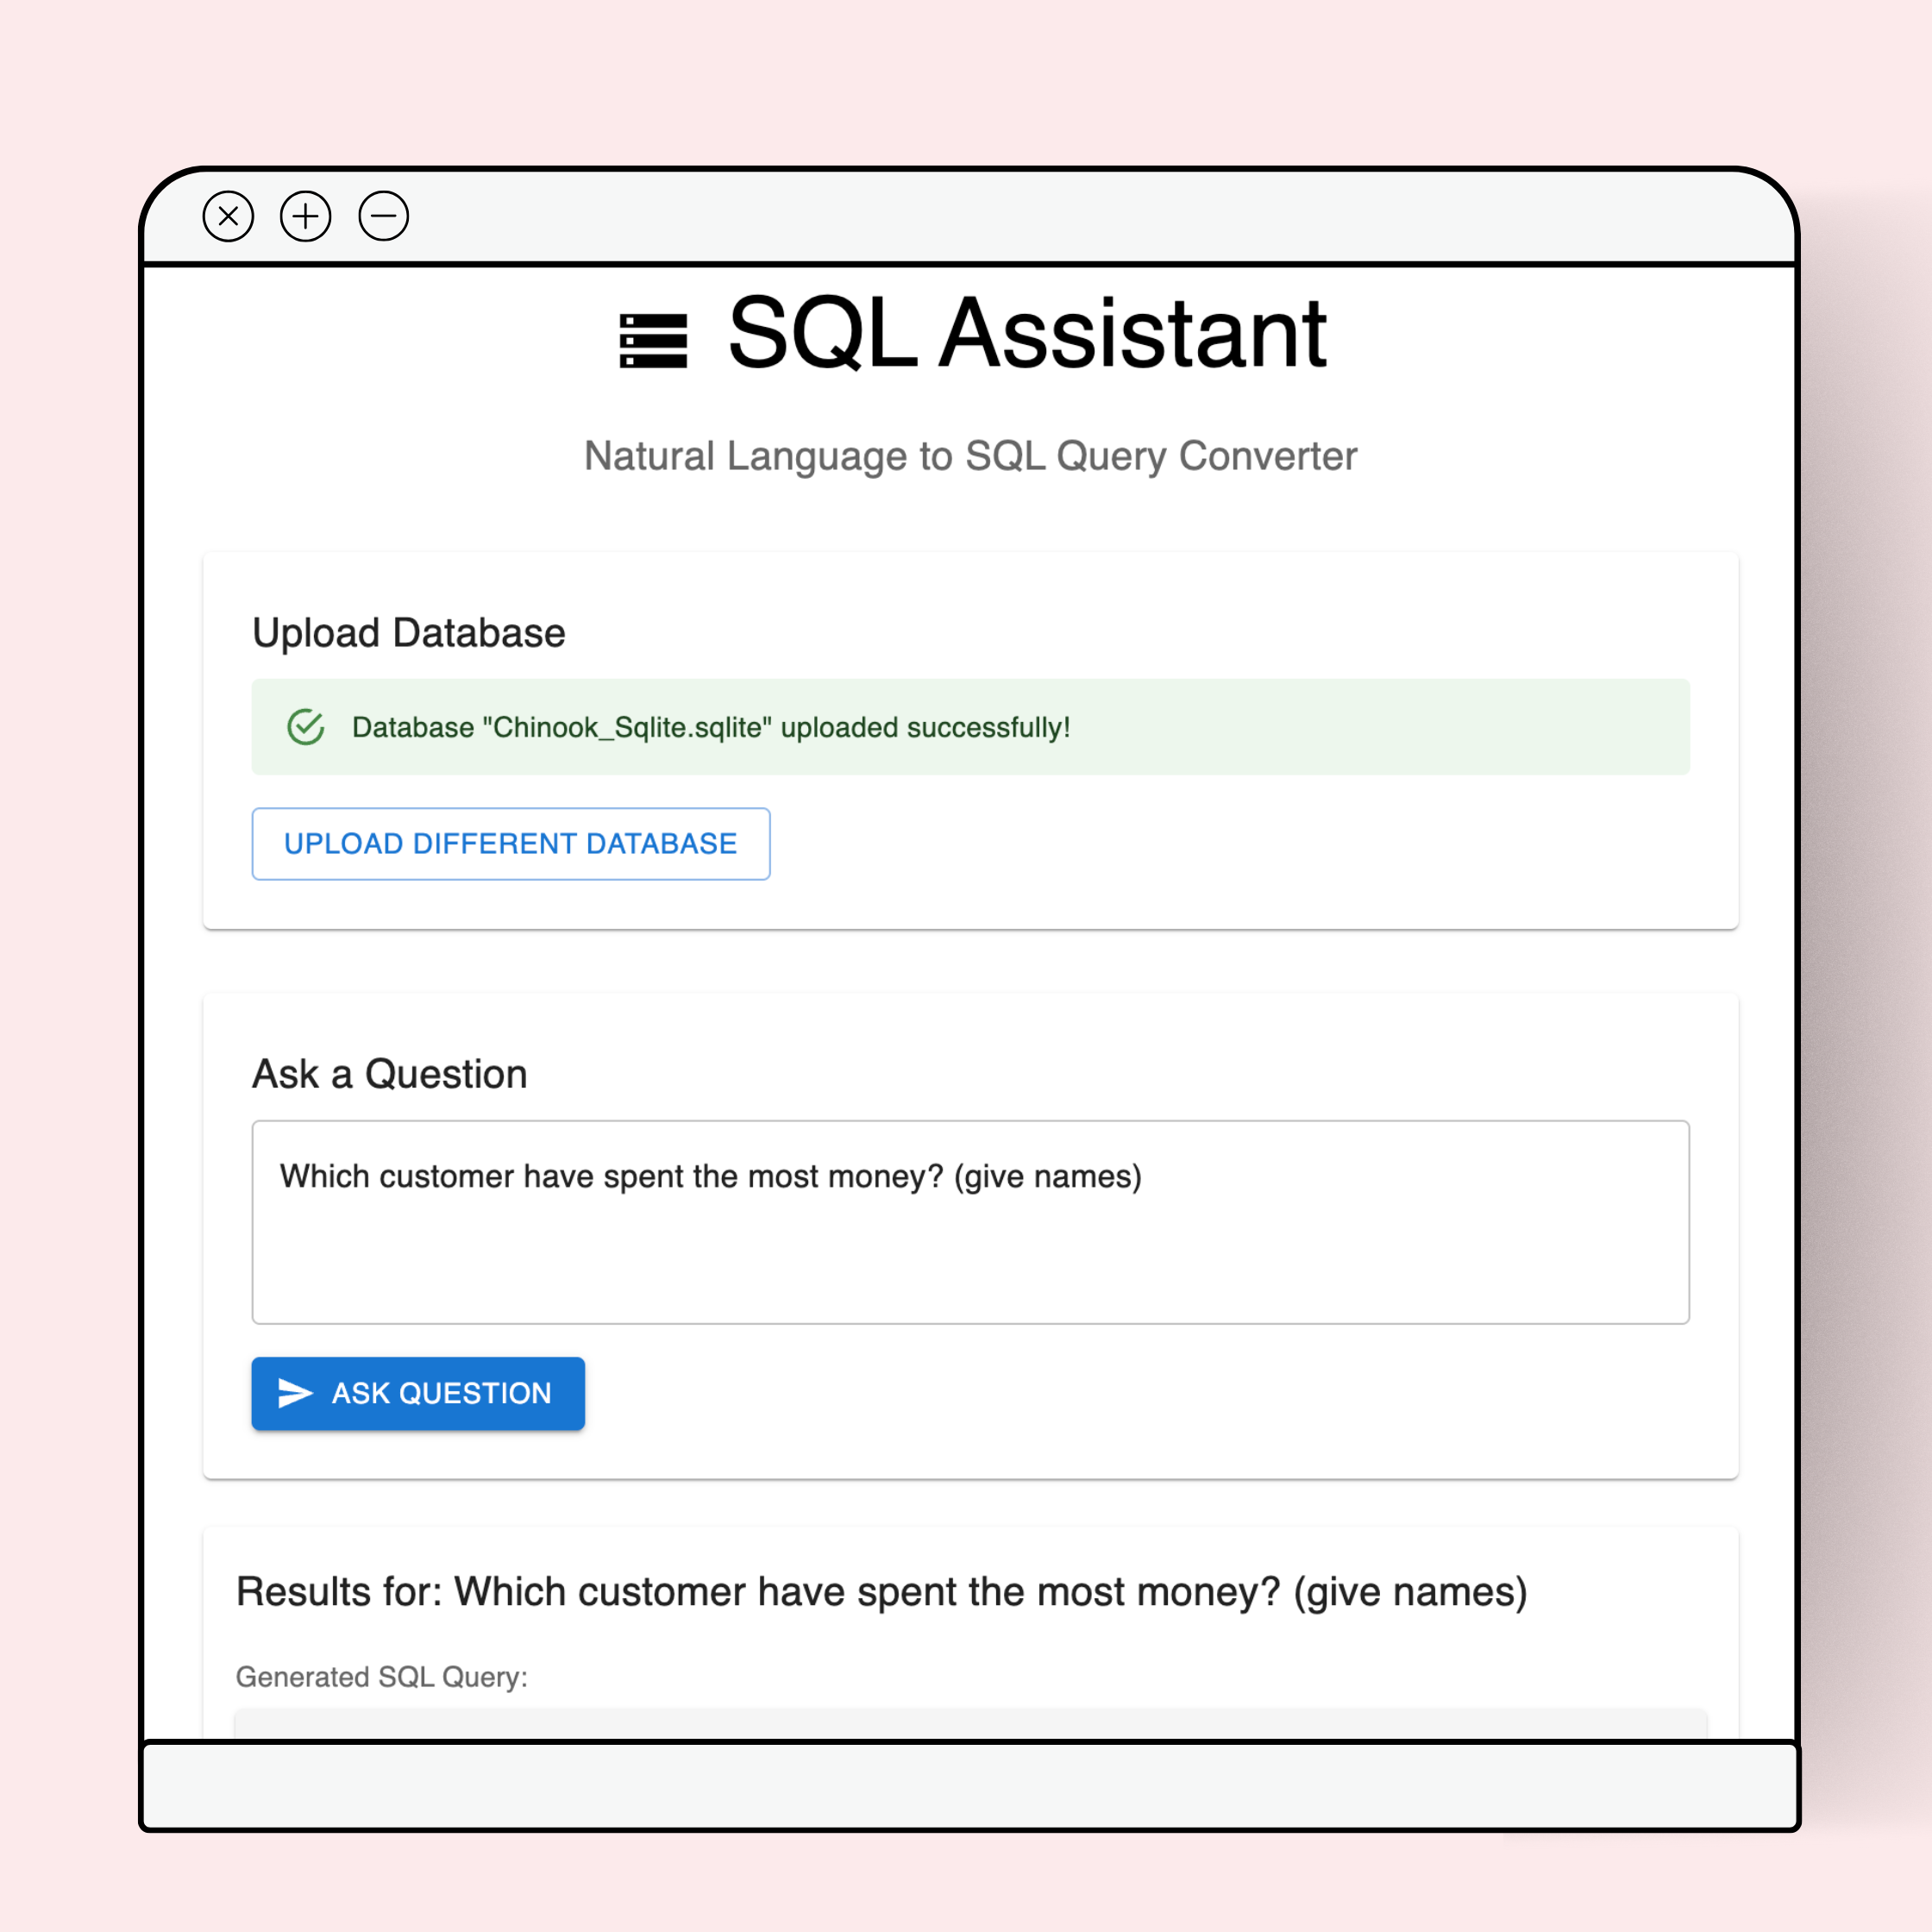 SQL Assistant
Natural Language to SQL Query Converter
Upload Database
Database "Chinook_Sqlite.sqlite" uploaded successfully!
UPLOAD DIFFERENT DATABASE
Ask a Question
Which customer have spent the most money? (give names)
ASK QUESTION
Results for: Which customer have spent the most money? (give names)
Generated SQL Query: